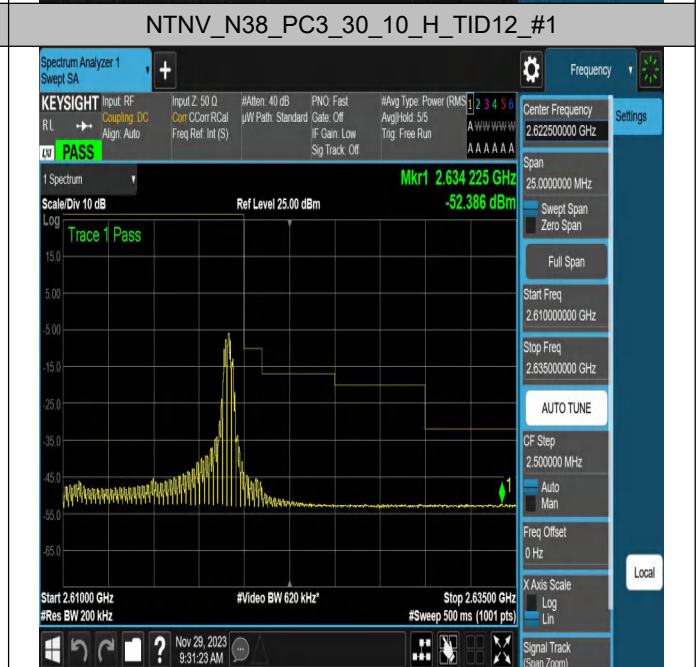 NTNV_N38_PC3_30_10_H_TID12_#1
Spectrum Analyzer 1
Swept SA
+
Frequency
KEYSIGHT
RL
LXI PASS
Input: RF
Coupling: DC
Align: Auto
Input Z: 50 Ω
Corr CCorr RCal
Freq Ref: Int (S)
#Atten: 40 dB
µW Path: Standard
PNO: Fast
Gate: Off
IF Gain: Low
Sig Track: Off
#Avg Type: Power (RMS)
Avg|Hold: 5/5
Trig: Free Run
1 2 3 4 5 6
A W W W W W
A A A A A A
Center Frequency
2.622500000 GHz
Settings
1 Spectrum
Mkr1 2.634 225 GHz
-52.386 dBm
Scale/Div 10 dB
Ref Level 25.00 dBm
Log
Trace 1 Pass
15.0
5.00
-5.00
-15.0
-25.0
-35.0
-45.0
-55.0
-65.0
1
Start 2.61000 GHz
#Video BW 620 kHz*
Stop 2.63500 GHz
#Res BW 200 kHz
#Sweep 500 ms (1001 pts)
Span
25.0000000 MHz
Swept Span
Zero Span
Full Span
Start Freq
2.610000000 GHz
Stop Freq
2.635000000 GHz
AUTO TUNE
CF Step
2.500000 MHz
Auto
Man
Freq Offset
0 Hz
X Axis Scale
Log
Lin
Local
Signal Track
(Span Zoom)
?
Nov 29, 2023
9:31:23 AM